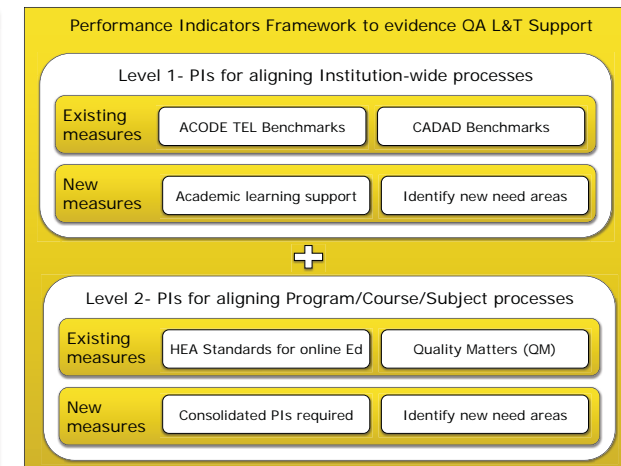 Performance Indicators Framework to evidence QA L&T Support
Level 1- PIs for aligning Institution-wide processes
Existing
measures
ACODE TEL Benchmarks
CADAD Benchmarks
New
measures
Academic learning support
Identify new need areas
Level 2- PIs for aligning Program/Course/Subject processes
Existing
measures
HEA Standards for online Ed
Quality Matters (QM)
New
measures
Consolidated PIs required
Identify new need areas